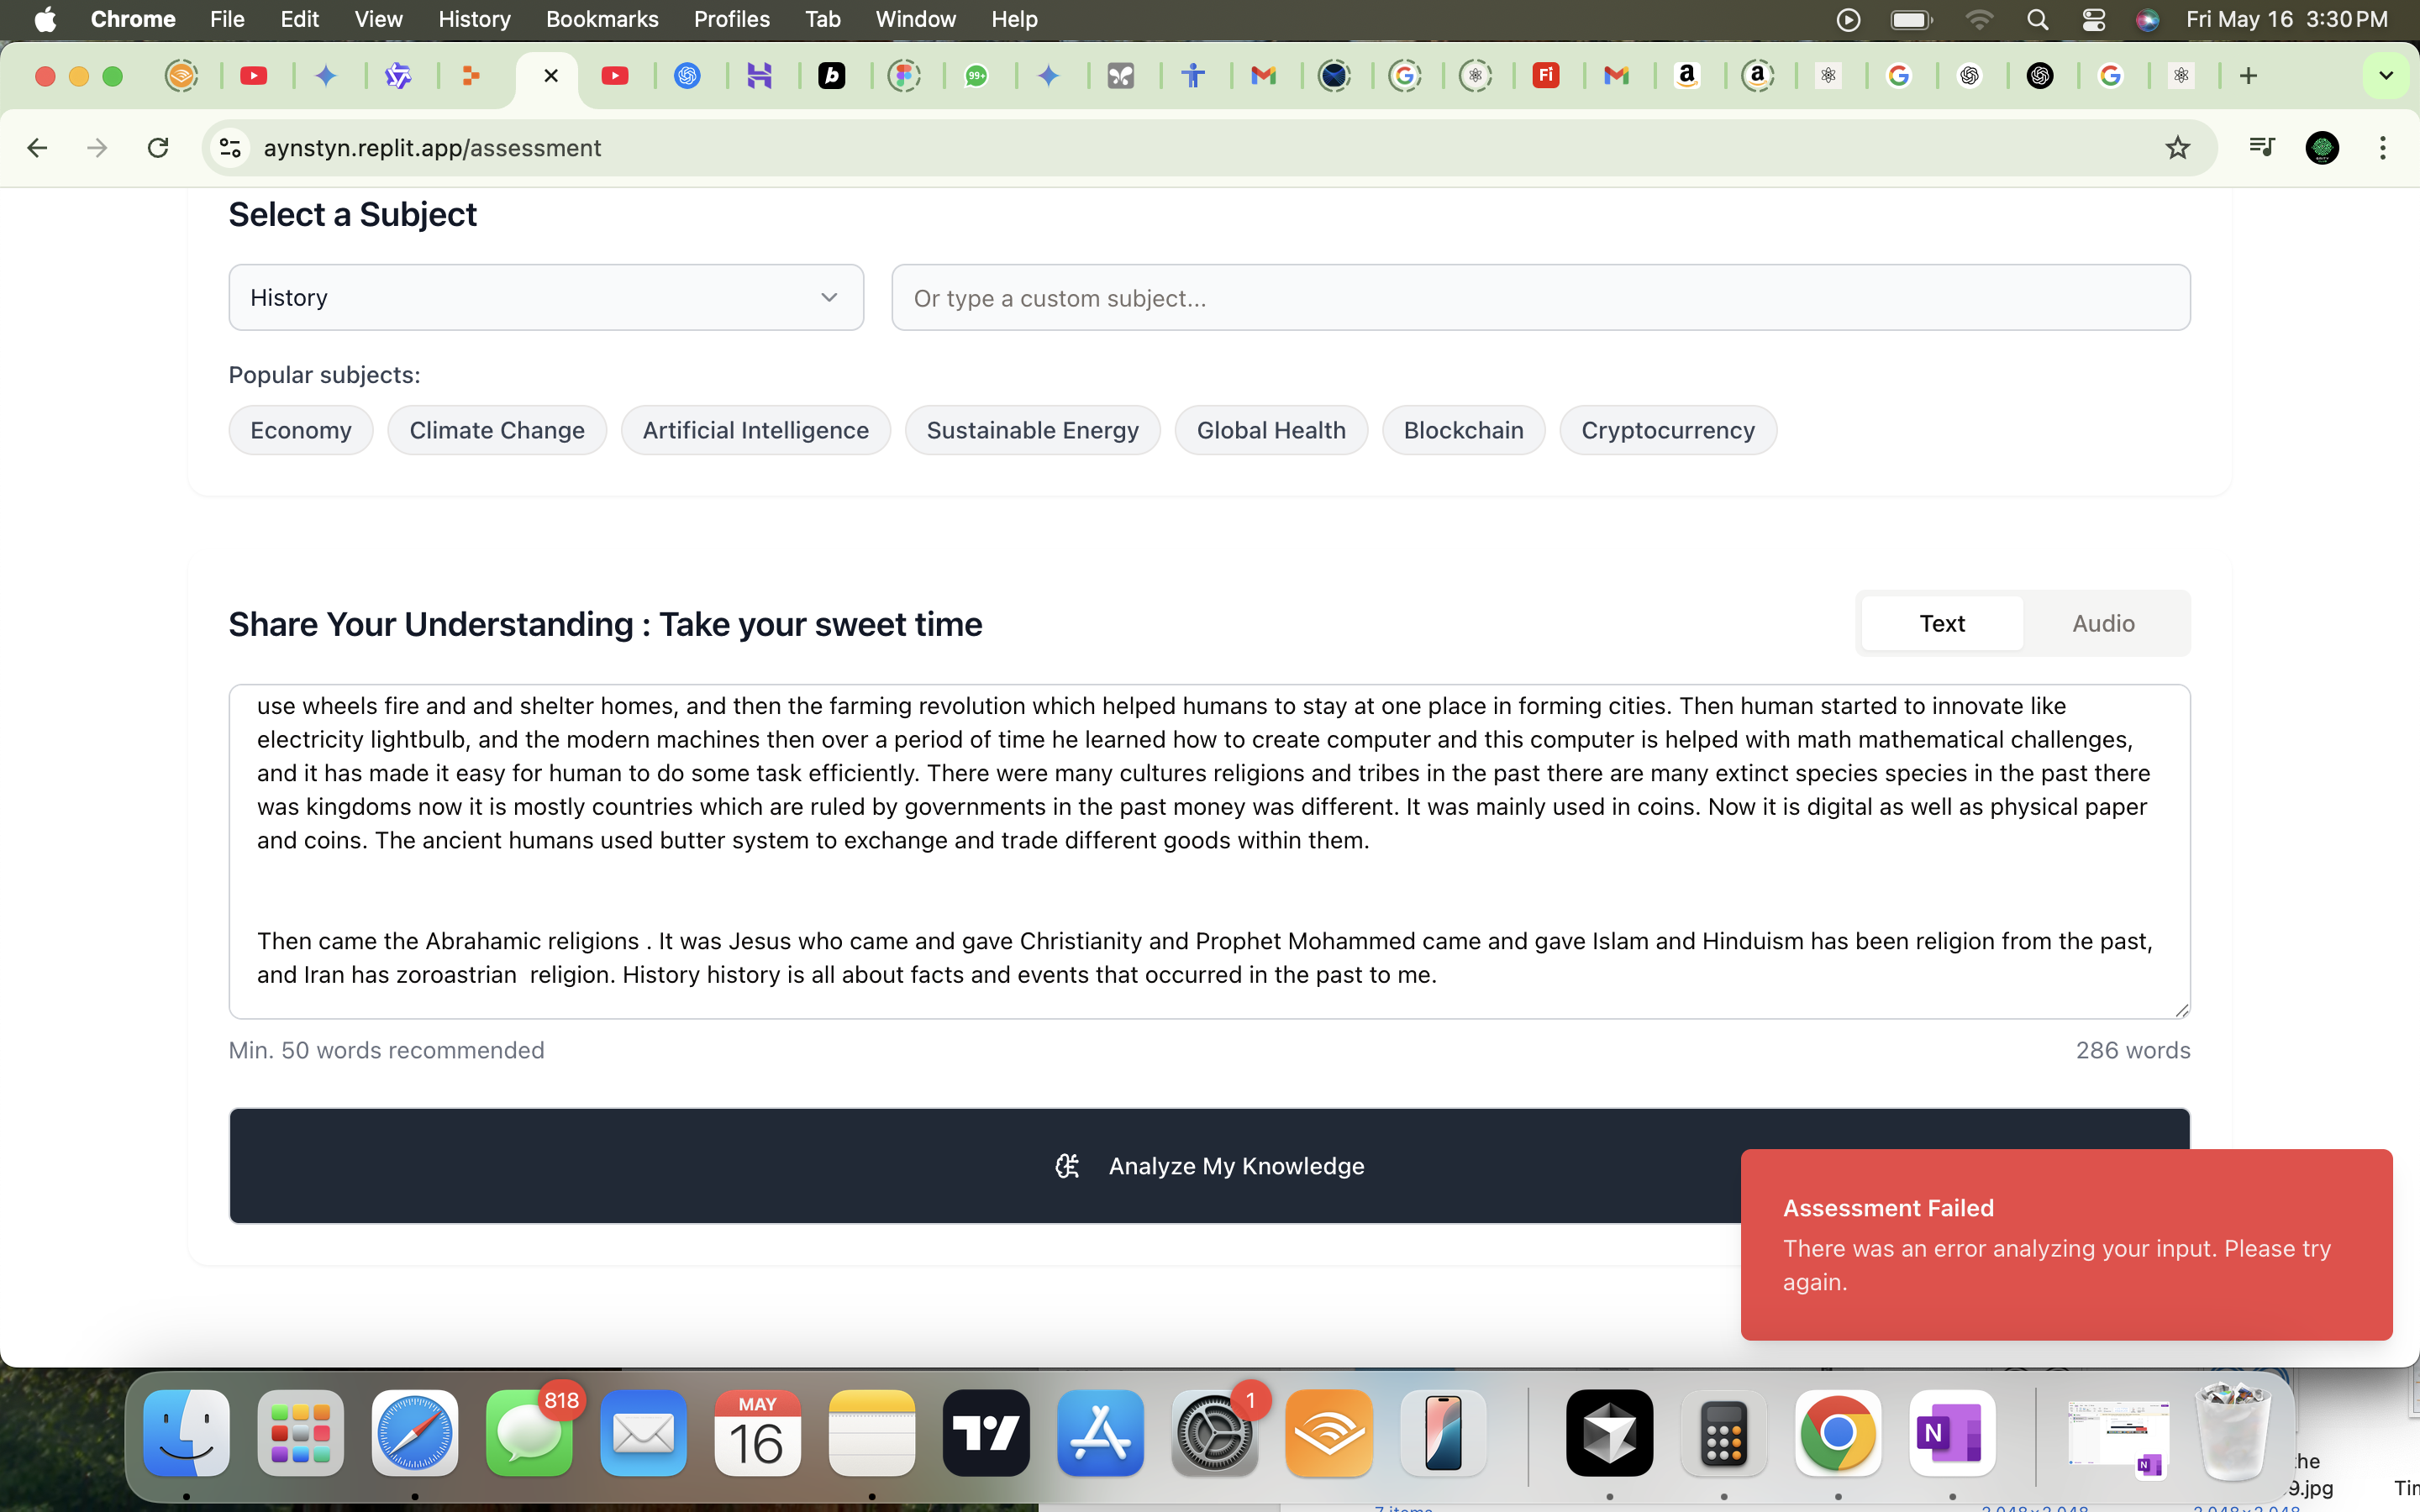 Chrome File Edit View History Bookmarks Profiles Tab Window Help Fri May 16 3:30 PM
99+ Fi
aynstyn.replit.app/assessment
Select a Subject
History
Or type a custom subject...
Popular subjects:
Economy Climate Change Artificial Intelligence Sustainable Energy Global Health Blockchain Cryptocurrency
Share Your Understanding : Take your sweet time
Text Audio
use wheels fire and and shelter homes, and then the farming revolution which helped humans to stay at one place in forming cities. Then human started to innovate like
electricity lightbulb, and the modern machines then over a period of time he learned how to create computer and this computer is helped with math mathematical challenges,
and it has made it easy for human to do some task efficiently. There were many cultures religions and tribes in the past there are many extinct species species in the past there
was kingdoms now it is mostly countries which are ruled by governments in the past money was different. It was mainly used in coins. Now it is digital as well as physical paper
and coins. The ancient humans used butter system to exchange and trade different goods within them.
Then came the Abrahamic religions . It was Jesus who came and gave Christianity and Prophet Mohammed came and gave Islam and Hinduism has been religion from the past,
and Iran has zoroastrian  religion. History history is all about facts and events that occurred in the past to me.
Min. 50 words recommended
286 words
Analyze My Knowledge
Assessment Failed
There was an error analyzing your input. Please try
again.
818
MAY
16
1
N
the
9.jpg